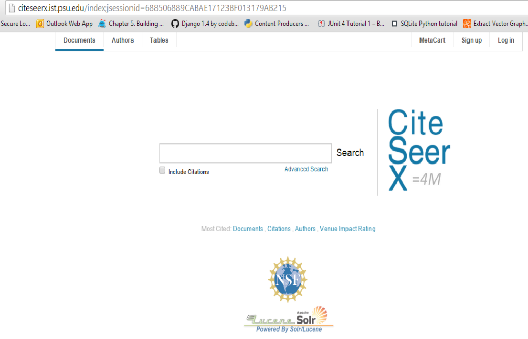 citeseerx.ist.psu.edu/index;jsessionid=688506889CABAE17123BF013179AB215
Secure Lo... Outlook Web App Chapter 5. Building ... Django 1.4 by codeb... Content Producers ... JUnit 4 Tutorial 1 – B... SQLite Python tutorial Extract Vector Graph...
Documents Authors Tables MetaCart Sign up Log in
Cite
Seer
X =4M
Search
Include Citations Advanced Search
Most Cited: Documents, Citations, Authors, Venue Impact Rating
NSF
Lucene Apache Solr
Powered By Solr/Lucene